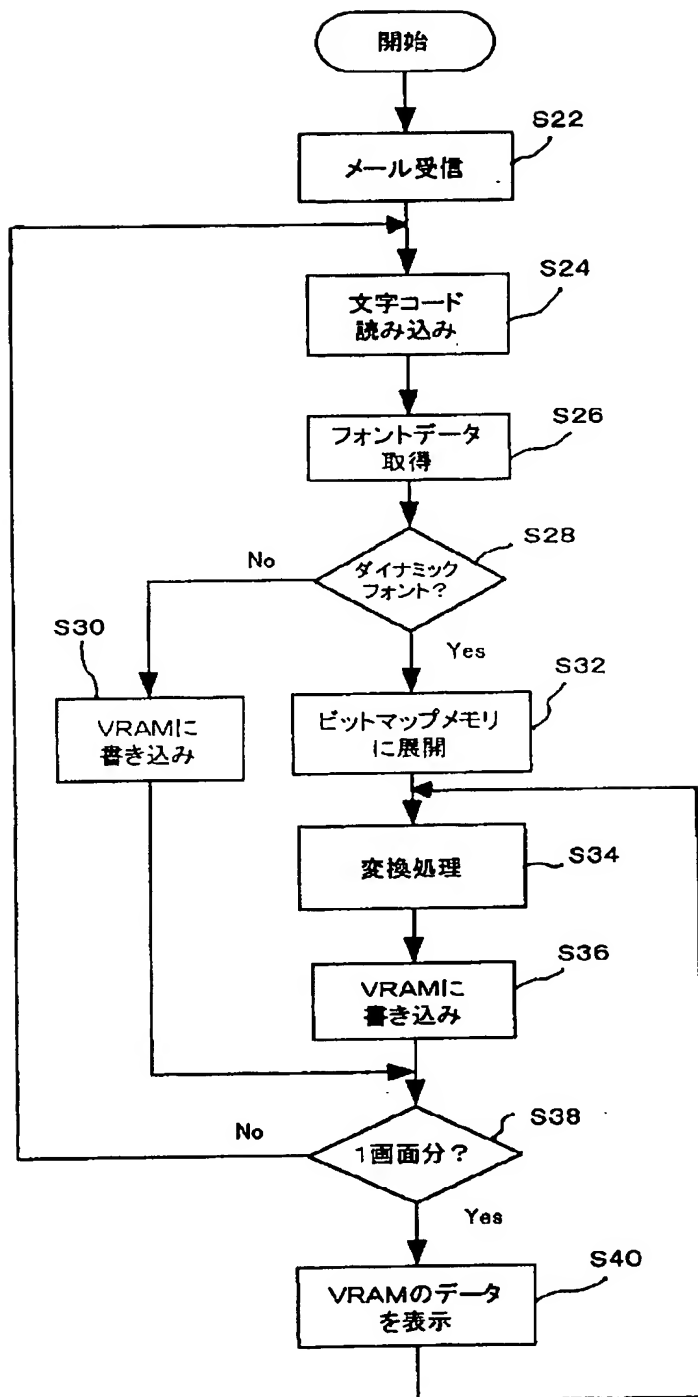 開始
S22
メール受信
S24
文字コード
読み込み
S26
フォントデータ
取得
S28
ダイナミック
フォント?
No
Yes
S30
VRAMに
書き込み
S32
ビットマップメモリ
に展開
S34
変換処理
S36
VRAMに
書き込み
S38
1画面分?
No
Yes
S40
VRAMのデータ
を表示